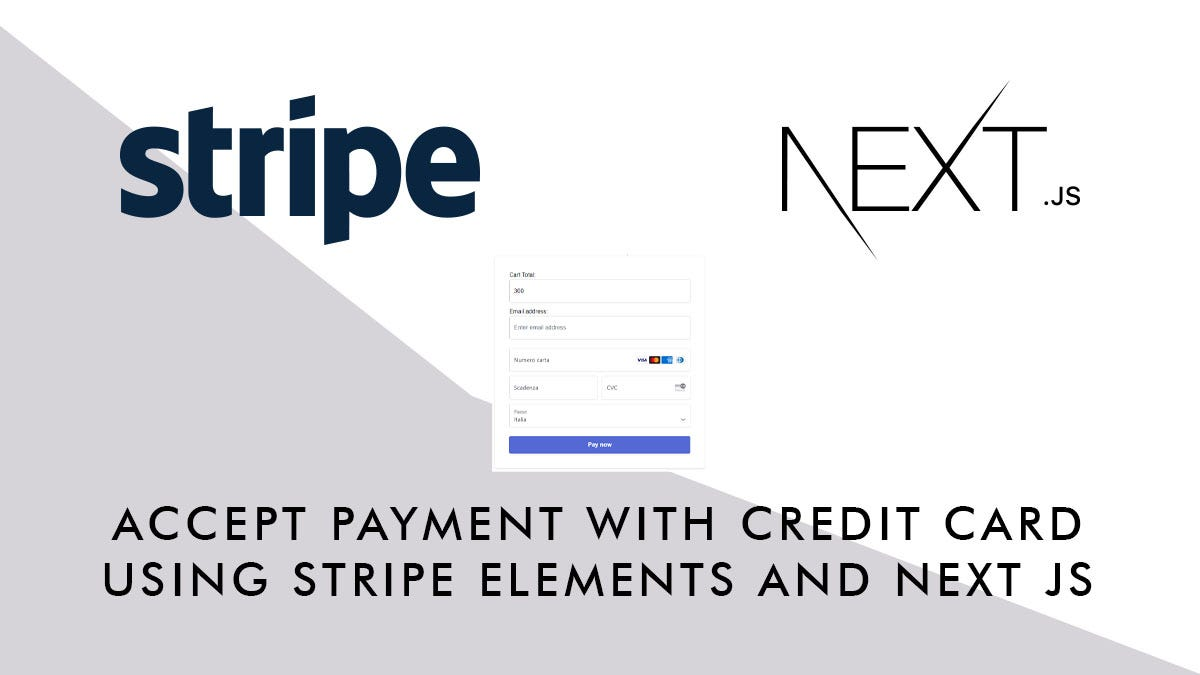 stripe
NEXT.JS
Cart Total:
300
Email address:
Enter email address
Numero carta
VISA
Scadenza
CVC
Paese
Italia
Pay now
ACCEPT PAYMENT WITH CREDIT CARD
USING STRIPE ELEMENTS AND NEXT JS